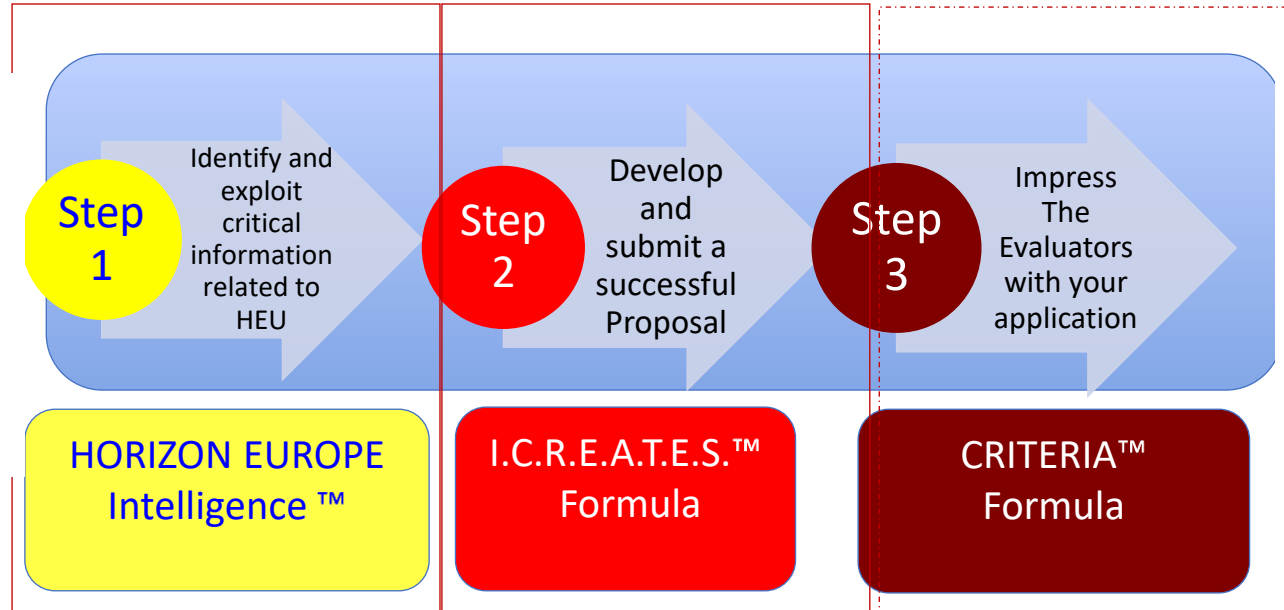 Step
1
Identify and
exploit
critical
information
related to
HEU
Step
2
Develop
and
submit a
successful
Proposal
Step
3
Impress
The
Evaluators
with your
application
HORIZON EUROPE
Intelligence ™
I.C.R.E.A.T.E.S.™
Formula
CRITERIA™
Formula